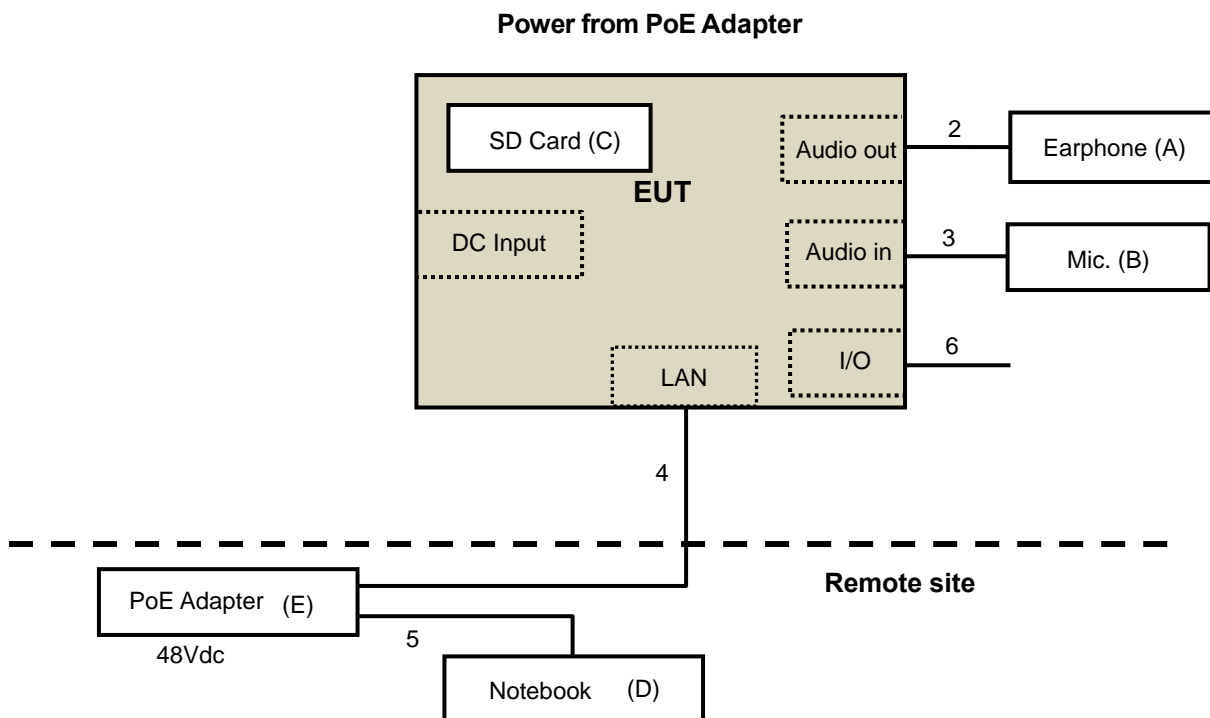 Power from PoE Adapter
SD Card (C)
EUT
Audio out
2
Earphone (A)
DC Input
Audio in
3
Mic. (B)
I/O
6
LAN
4
Remote site
PoE Adapter (E)
48Vdc
5
Notebook (D)